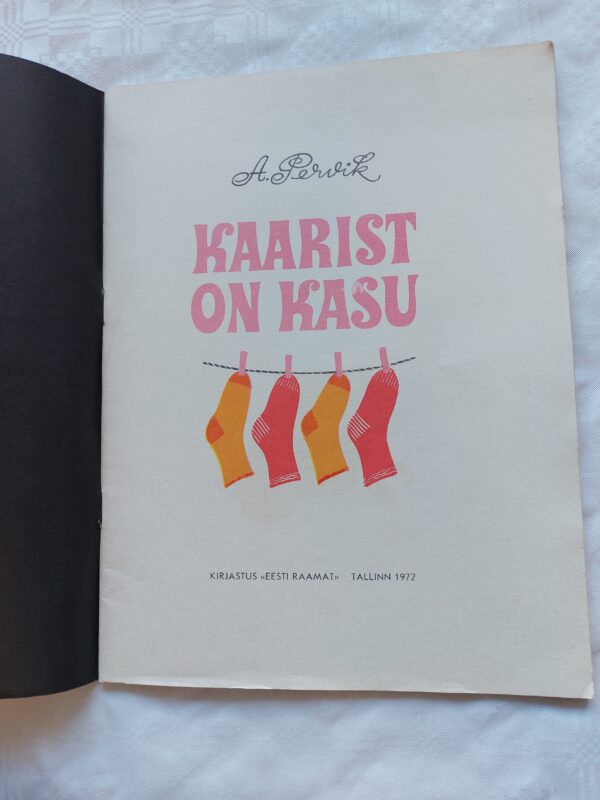 A. Pervik
KAARIST
ON KASU
KIRJASTUS «EESTI RAAMAT» · TALLINN 1972